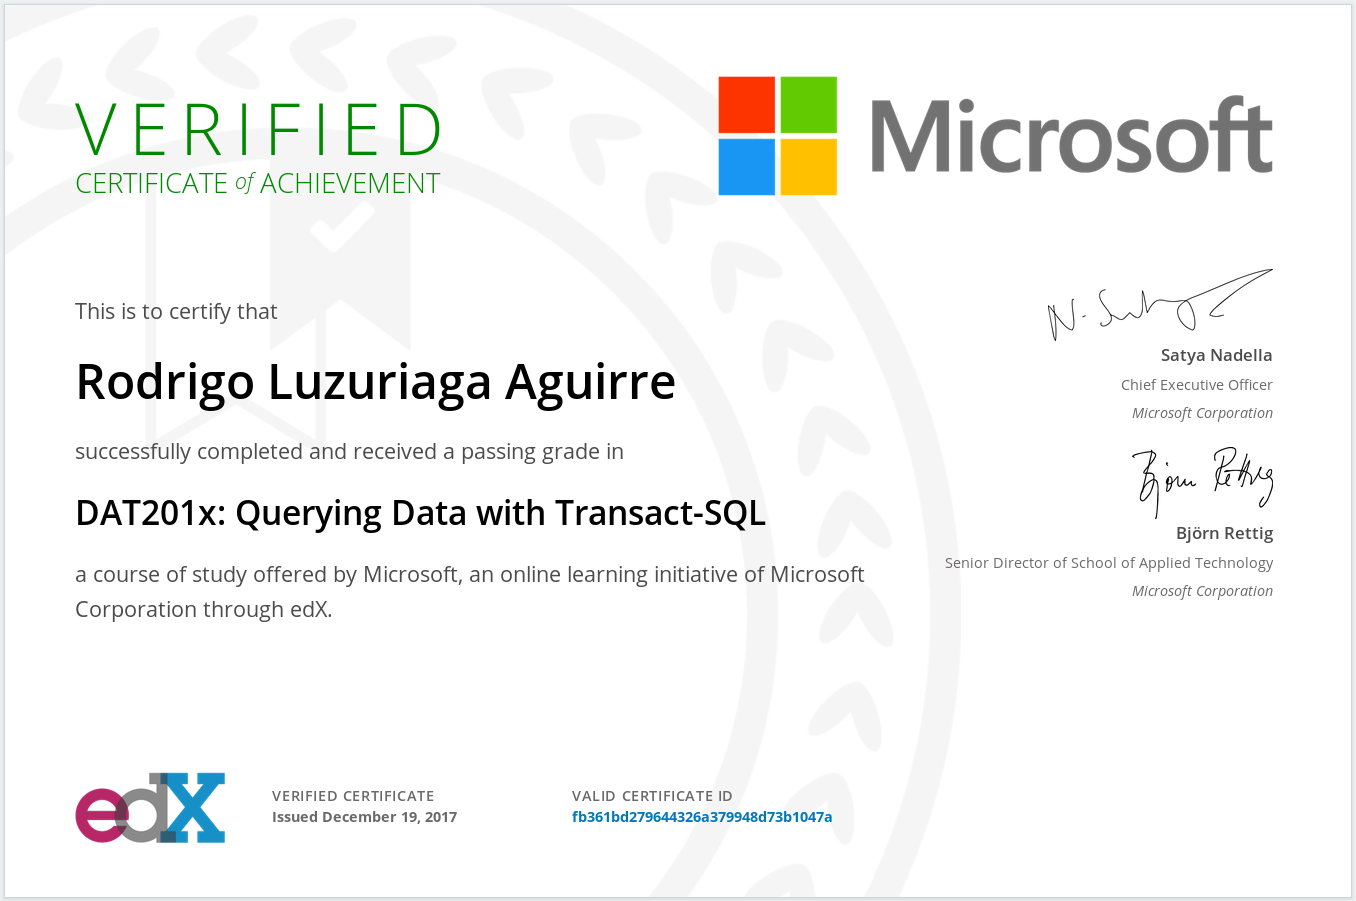 VERIFIED
CERTIFICATE of ACHIEVEMENT
Microsoft
This is to certify that
Rodrigo Luzuriaga Aguirre
successfully completed and received a passing grade in
DAT201x: Querying Data with Transact-SQL
a course of study offered by Microsoft, an online learning initiative of Microsoft
Corporation through edX.
Satya Nadella
Chief Executive Officer
Microsoft Corporation
Björn Rettig
Björn Rettig
Senior Director of School of Applied Technology
Microsoft Corporation
edX
VERIFIED CERTIFICATE
Issued December 19, 2017
VALID CERTIFICATE ID
fb361bd279644326a379948d73b1047a